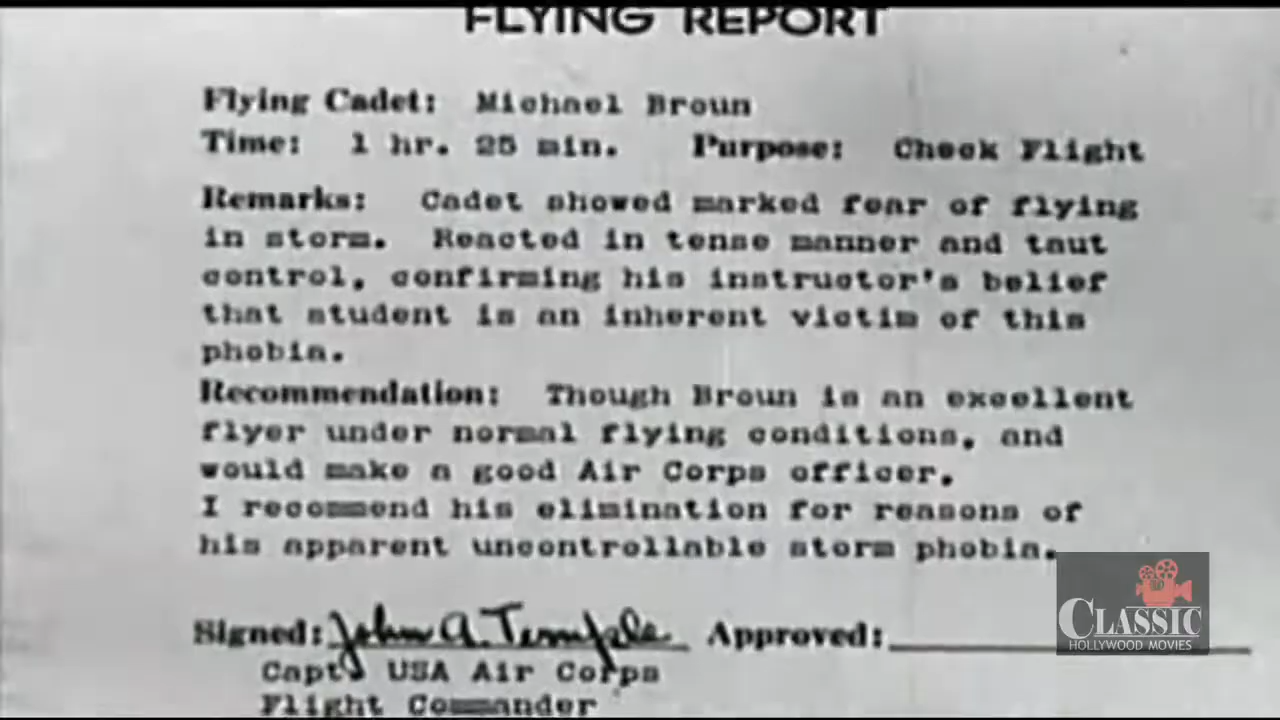 FLYING REPORT
Flying Cadet: Michael Broun
Time: 1 hr. 25 min. Purpose: Check Flight
Remarks: Cadet showed marked fear of flying
in storm. Reacted in tense manner and taut
control, confirming his instructor's belief
that student is an inherent victim of this
phobia.
Recommendation: Though Broun is an excellent
flyer under normal flying conditions, and
would make a good Air Corps officer.
I recommend his elimination for reasons of
his apparent uncontrollable storm phobia.
Signed: John A. Temple Approved:
Capt. USA Air Corps
Flight Commander
CLASSIC
HOLLYWOOD MOVIES